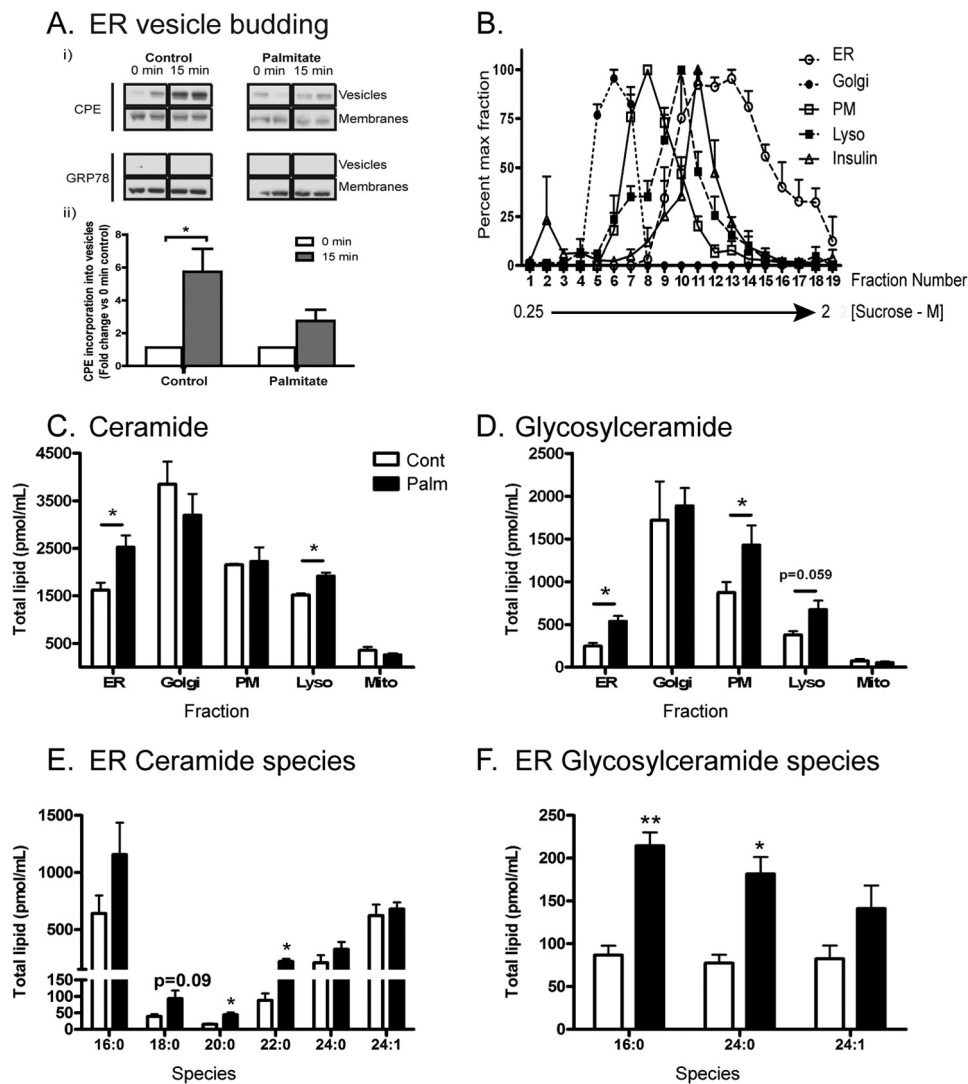 A. ER vesicle budding
i)
Control Palmitate
0 min 15 min 0 min 15 min
CPE
Vesicles Vesicles
Membranes Membranes
GRP78
Vesicles Vesicles
Membranes Membranes
ii)
CPE incorporation into vesicles
(Fold change vs 0 min control)
8
6
4
2
0
*
0 min
15 min
Control Palmitate
B.
Percent max fraction
100
75
50
25
0
ER
Golgi
PM
Lyso
Insulin
1 2 3 4 5 6 7 8 9 10 11 12 13 14 15 16 17 18 19 Fraction Number
0.25 2 [Sucrose - M]
C. Ceramide
Total lipid (pmol/mL)
4500
3500
2500
1500
500
* *
Cont
Palm
ER Golgi PM Lyso Mito
Fraction
D. Glycosylceramide
Total lipid (pmol/mL)
2000
1500
1000
500
0
* * p=0.059
ER Golgi PM Lyso Mito
Fraction
E. ER Ceramide species
Total lipid (pmol/mL)
1500
1000
500
150
100
50
0
p=0.09 * *
16:0 18:0 20:0 22:0 24:0 24:1
Species
F. ER Glycosylceramide species
Total lipid (pmol/mL)
250
200
150
100
50
0
** *
16:0 24:0 24:1
Species